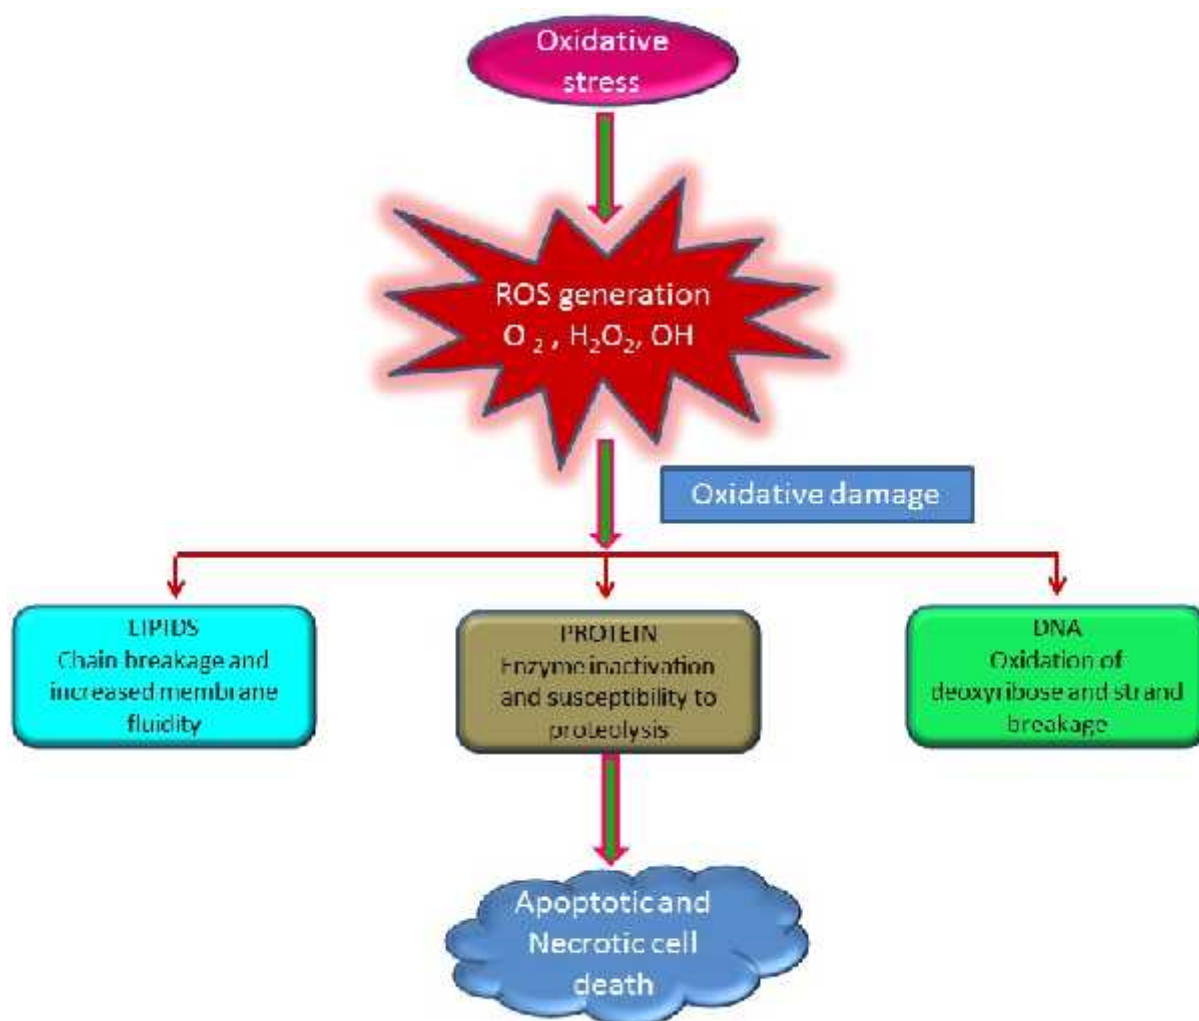 Oxidative
stress
ROS generation
O ₂ , H₂O₂, OH
Oxidative damage
LIPIDS
Chain breakage and
increased membrane
fluidity
PROTEIN
Enzyme inactivation
and susceptibility to
proteolysis
DNA
Oxidation of
deoxyribose and strand
breakage
Apoptotic and
Necrotic cell
death